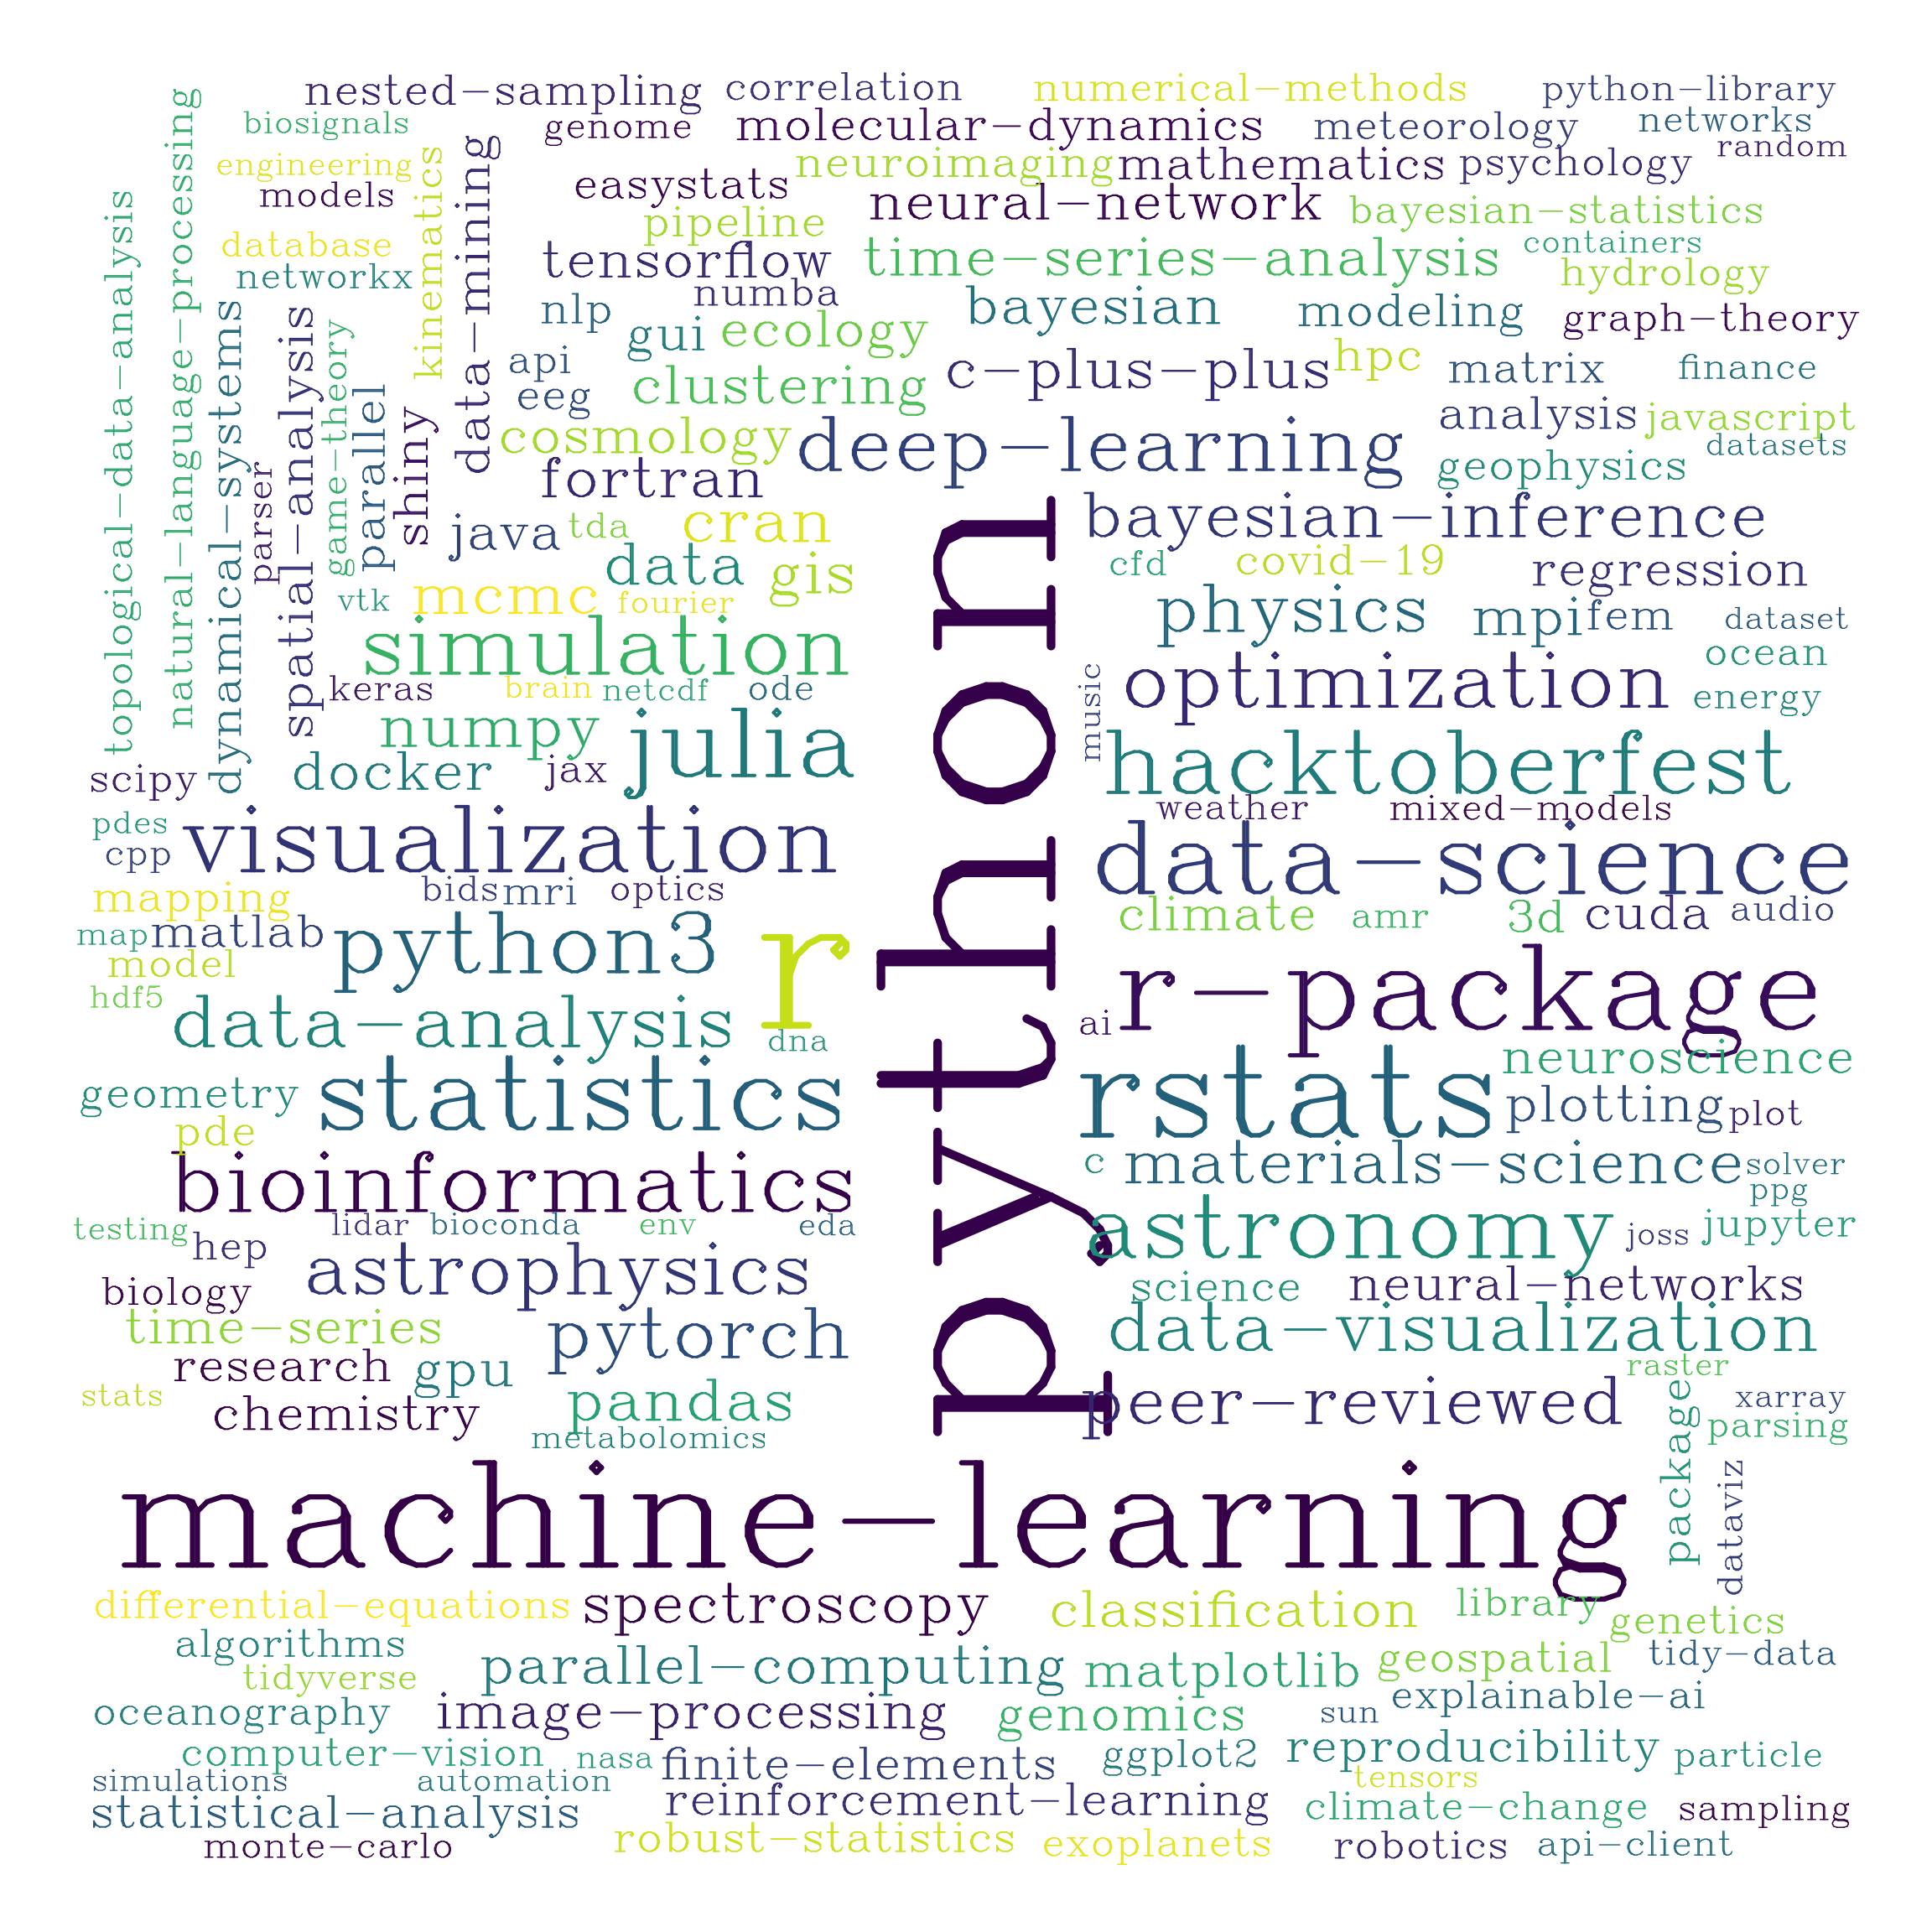 nested-sampling
correlation
numerical-methods
python-library
biosignals
genome
molecular-dynamics
meteorology
networks
random
engineering
neuroimaging
mathematics
psychology
models
easystats
neural-network
bayesian-statistics
pipeline
database
tensorflow
time-series-analysis
containers
networkx
numba
hydrology
nlp
gui
ecology
bayesian
modeling
graph-theory
api
c-plus-plus
hpc
matrix
finance
eeg
clustering
analysis
javascript
cosmology
deep-learning
datasets
fortran
geophysics
topological-data-analysis
natural-language-processing
dynamical-systems
parser
spatial-analysis
game-theory
parallel
shiny
kinematics
data-mining
java
tda
cran
bayesian-inference
data
gis
cfd
covid-19
regression
vtk
mcmc
fourier
physics
mpi
fem
dataset
simulation
ocean
keras
brain
netcdf
ode
music
optimization
energy
numpy
julia
hacktoberfest
scipy
docker
jax
weather
mixed-models
pdes
cpp
visualization
data-science
mapping
bids
mri
optics
climate
amr
3d
cuda
audio
map
matlab
python3
r
python
r-package
model
hdf5
data-analysis
dna
ai
neuroscience
geometry
statistics
rstats
plotting
plot
pde
bioinformatics
c
materials-science
solver
ppg
testing
lidar
bioconda
env
eda
astronomy
joss
jupyter
hep
astrophysics
biology
science
neural-networks
time-series
pytorch
data-visualization
research
gpu
raster
stats
chemistry
pandas
peer-reviewed
package
xarray
parsing
metabolomics
machine-learning
dataviz
differential-equations
spectroscopy
classification
library
genetics
algorithms
tidyverse
parallel-computing
matplotlib
geospatial
tidy-data
oceanography
image-processing
genomics
sun
explainable-ai
computer-vision
nasa
finite-elements
ggplot2
reproducibility
particle
simulations
automation
tensors
statistical-analysis
reinforcement-learning
climate-change
sampling
monte-carlo
robust-statistics
exoplanets
robotics
api-client